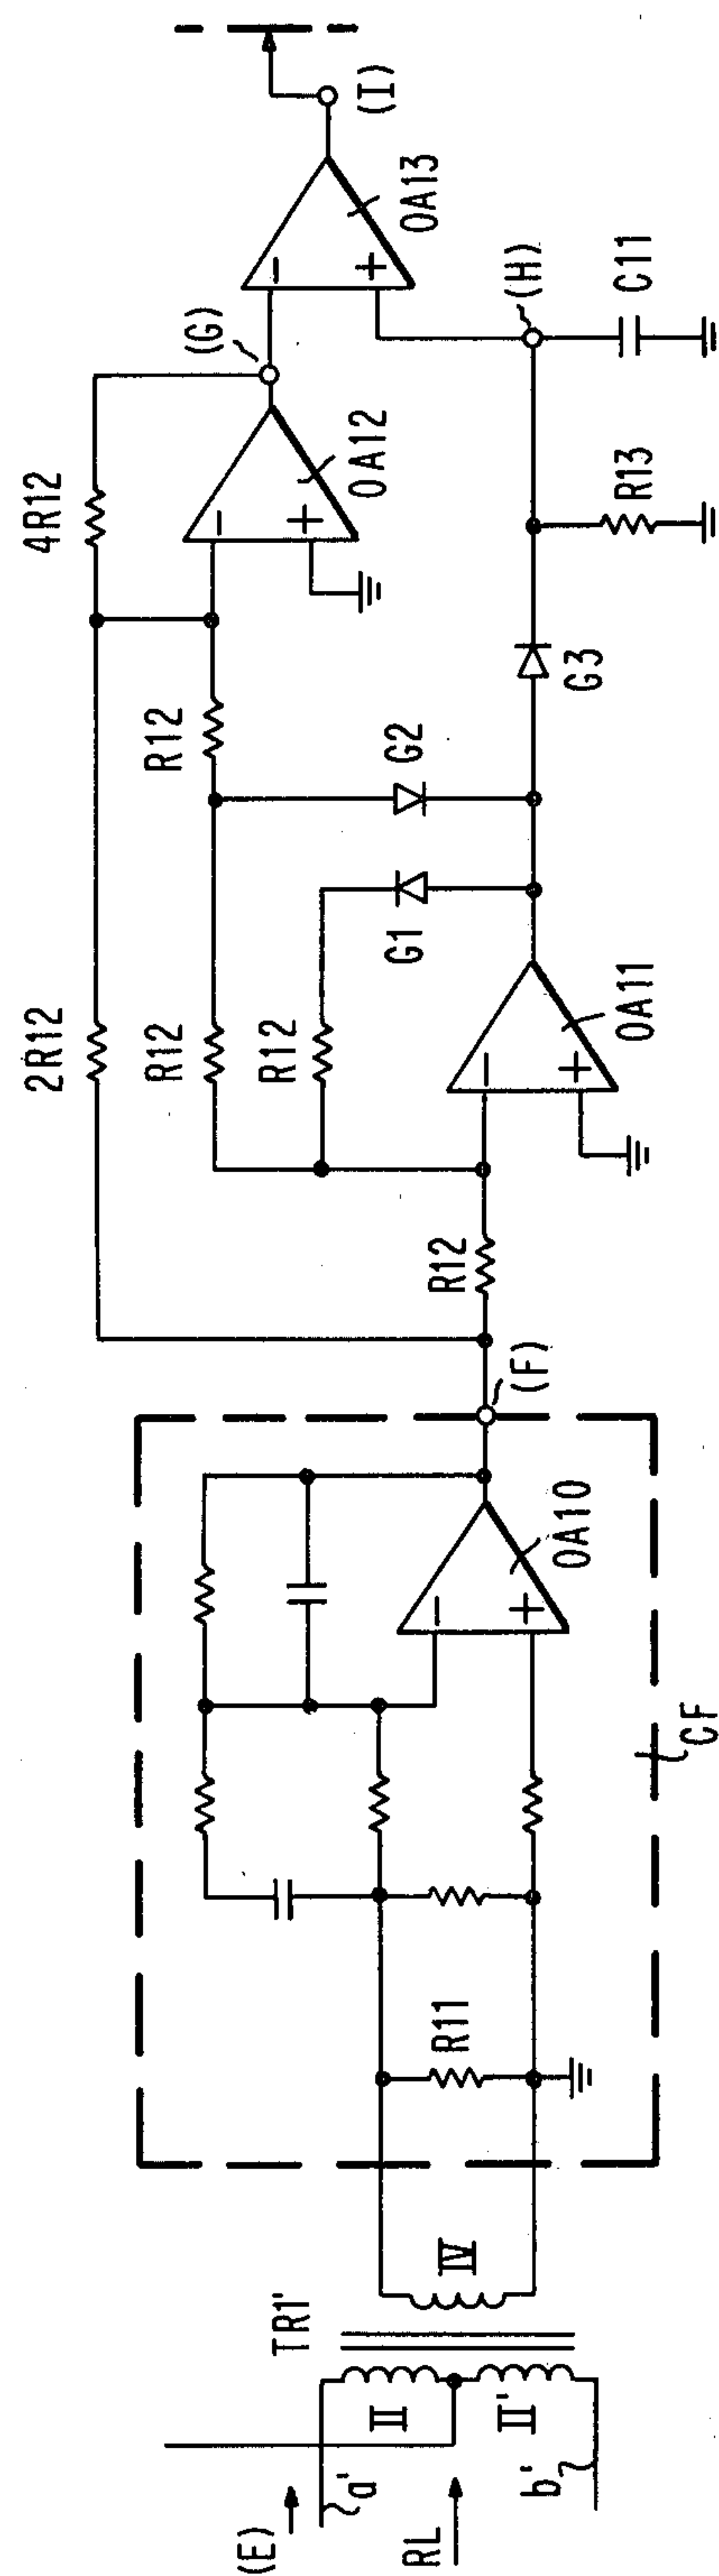 (E)
a'
RL
b'
II
II'
TR1'
IV
R11
CF
OA10
(F)
R12
2R12
R12
R12
OA11
G1
G2
R12
4R12
OA12
(G)
G3
R13
(H)
C11
OA13
(I)
−
+
−
+
−
+
−
+